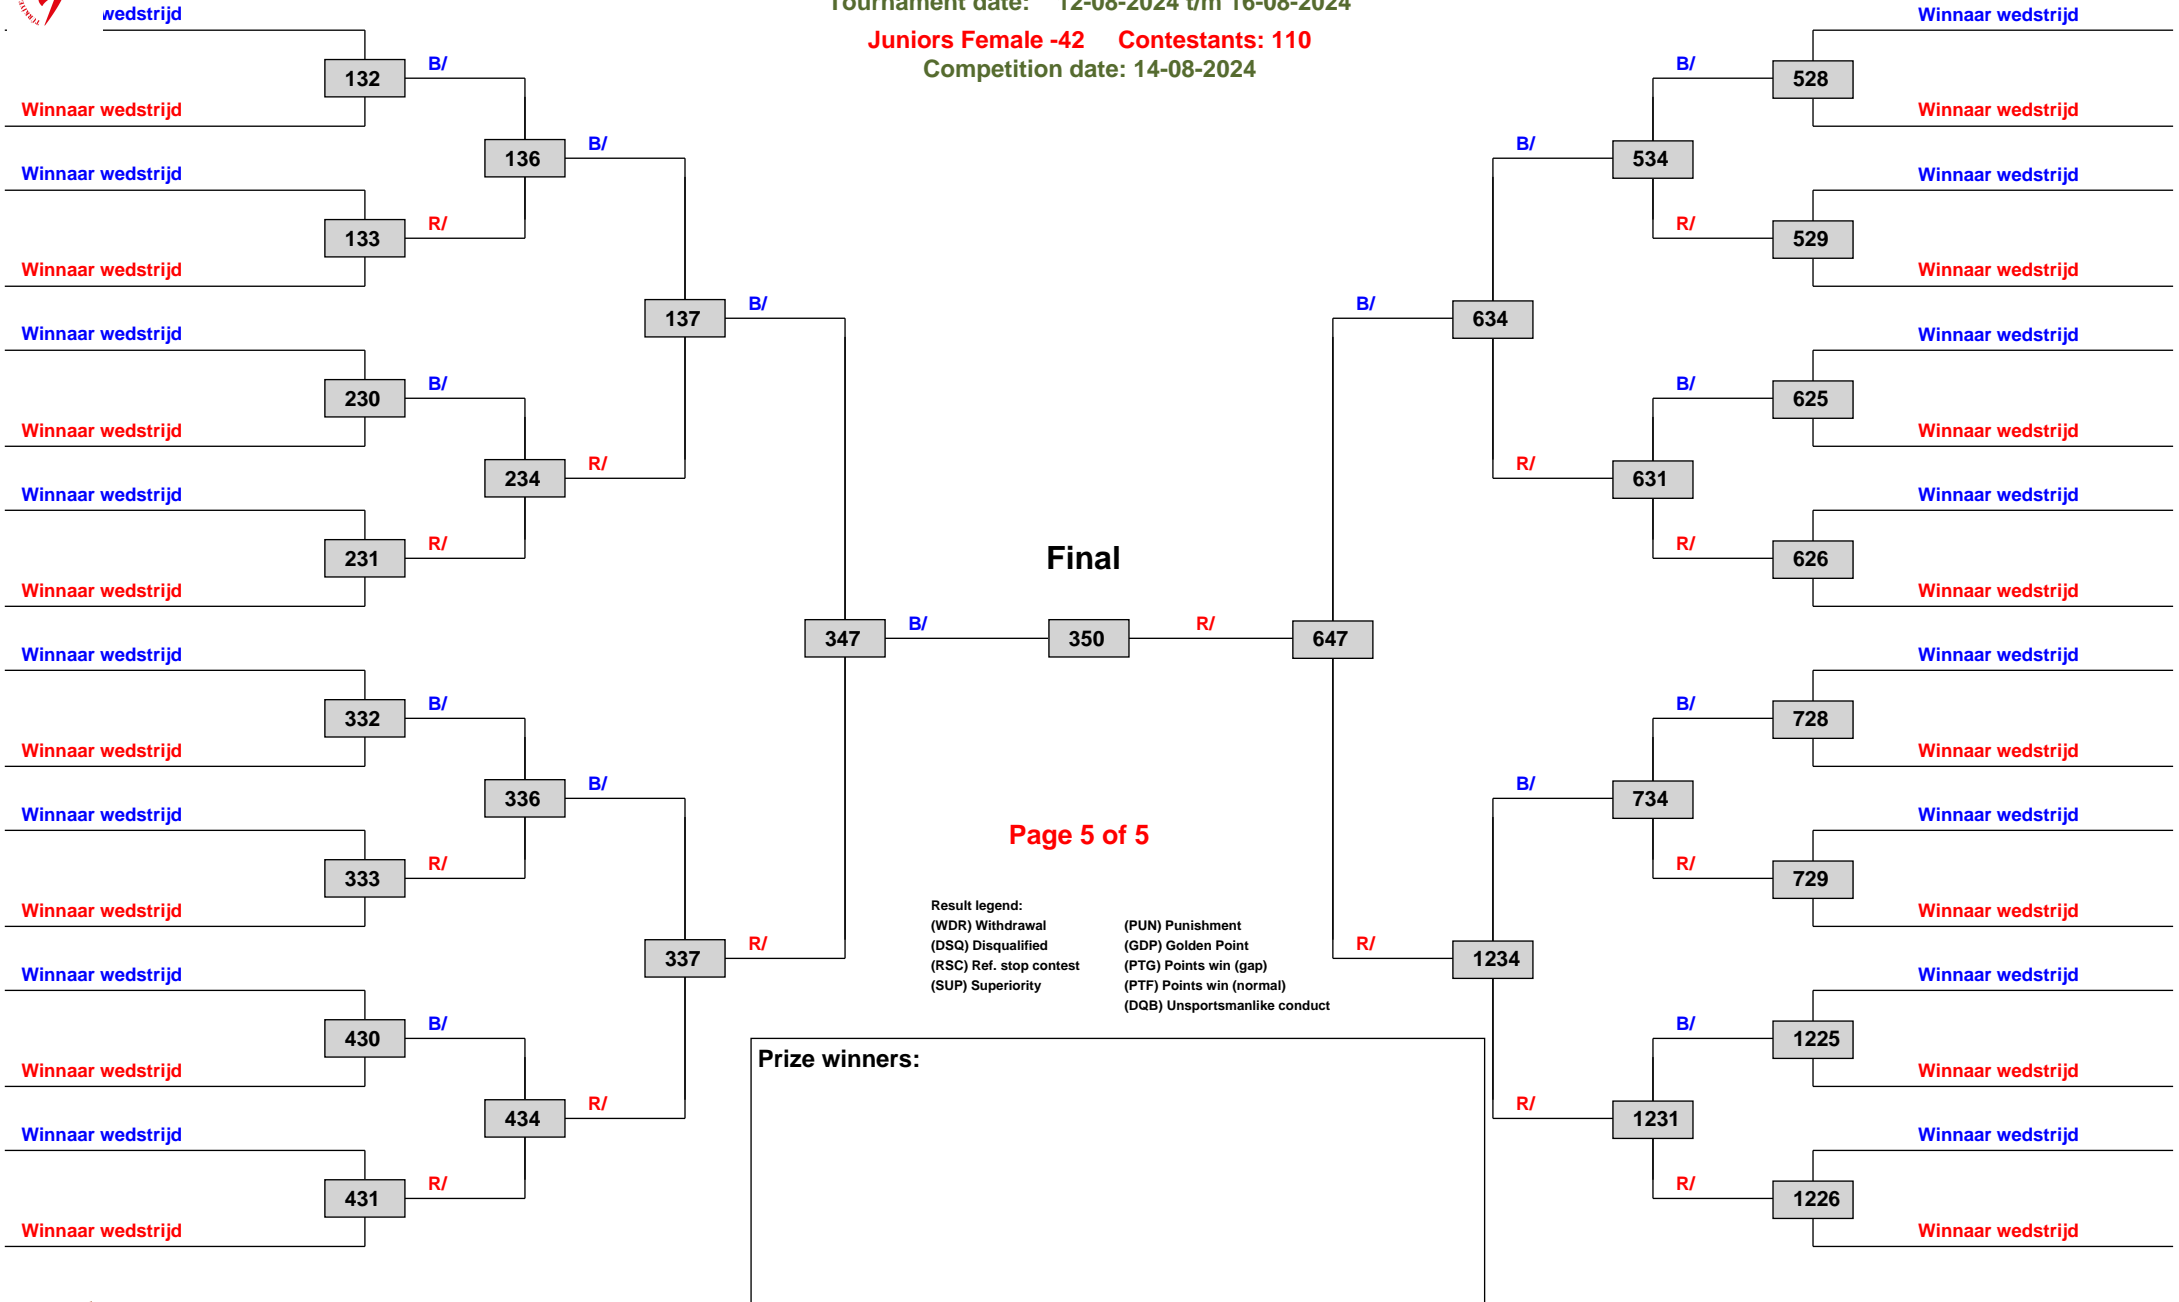 wedstrijd
Tournament date: 12-08-2024 t/m 16-08-2024
Juniors Female -42 Contestants: 110
Competition date: 14-08-2024
132
B/
Winnaar wedstrijd
136
B/
Winnaar wedstrijd
133
R/
Winnaar wedstrijd
137
B/
Winnaar wedstrijd
230
B/
Winnaar wedstrijd
234
R/
Winnaar wedstrijd
231
R/
Winnaar wedstrijd
347
B/
Winnaar wedstrijd
332
B/
Winnaar wedstrijd
336
B/
Winnaar wedstrijd
333
R/
Winnaar wedstrijd
337
R/
Winnaar wedstrijd
430
B/
Winnaar wedstrijd
434
R/
Winnaar wedstrijd
431
R/
Winnaar wedstrijd
Final
350
R/
647
Page 5 of 5
Result legend:
(WDR) Withdrawal
(DSQ) Disqualified
(RSC) Ref. stop contest
(SUP) Superiority
(PUN) Punishment
(GDP) Golden Point
(PTG) Points win (gap)
(PTF) Points win (normal)
(DQB) Unsportsmanlike conduct
Prize winners:
Winnaar wedstrijd
B/
528
Winnaar wedstrijd
B/
534
Winnaar wedstrijd
R/
529
Winnaar wedstrijd
B/
634
Winnaar wedstrijd
B/
625
Winnaar wedstrijd
R/
631
Winnaar wedstrijd
R/
626
Winnaar wedstrijd
Winnaar wedstrijd
B/
728
Winnaar wedstrijd
B/
734
Winnaar wedstrijd
R/
729
Winnaar wedstrijd
R/
1234
Winnaar wedstrijd
B/
1225
Winnaar wedstrijd
R/
1231
Winnaar wedstrijd
R/
1226
Winnaar wedstrijd